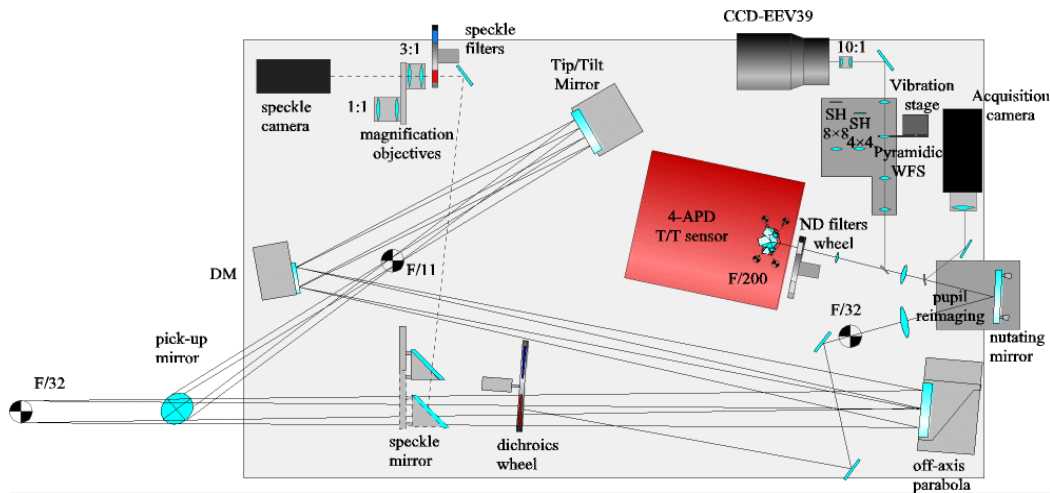 CCD-EEV39
speckle
filters
3:1
10:1
Tip/Tilt
Mirror
Vibration
stage
Acquisition
camera
speckle
camera
1:1
magnification
objectives
SH
8×8
SH
4×4
Pyramidic
WFS
4-APD
T/T sensor
ND filters
wheel
DM
F/11
F/200
F/32
pupil
reimaging
nutating
mirror
pick-up
mirror
F/32
speckle
mirror
dichroics
wheel
off-axis
parabola